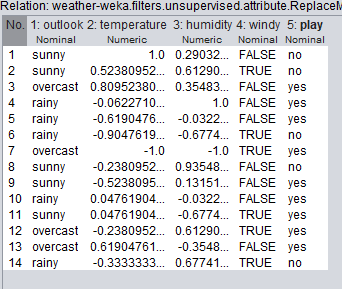 Relation: weather-weka.filters.unsupervised.attribute.ReplaceM
No. 1: outlook 2: temperature 3: humidity 4: windy 5: play
Nominal Numeric Numeric Nominal Nominal
1 sunny 1.0 0.29032... FALSE no
2 sunny 0.52380952... 0.61290... TRUE no
3 overcast 0.80952380... 0.35483... FALSE yes
4 rainy -0.0622710... 1.0 FALSE yes
5 rainy -0.6190476... -0.0322... FALSE yes
6 rainy -0.9047619... -0.6774... TRUE no
7 overcast -1.0 -1.0 TRUE yes
8 sunny -0.2380952... 0.93548... FALSE no
9 sunny -0.5238095... 0.13151... FALSE yes
10 rainy 0.04761904... -0.0322... FALSE yes
11 sunny 0.04761904... -0.6774... TRUE yes
12 overcast -0.2380952... 0.61290... TRUE yes
13 overcast 0.61904761... -0.3548... FALSE yes
14 rainy -0.3333333... 0.67741... TRUE no